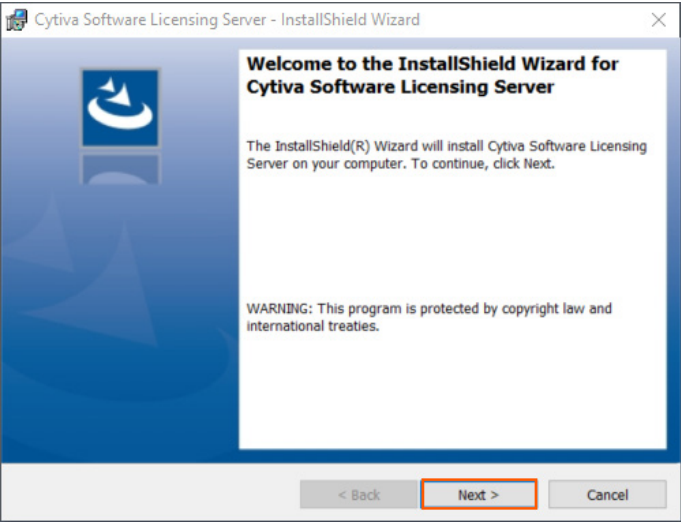 Cytiva Software Licensing Server - InstallShield Wizard
Welcome to the InstallShield Wizard for
Cytiva Software Licensing Server
The InstallShield(R) Wizard will install Cytiva Software Licensing
Server on your computer. To continue, click Next.
WARNING: This program is protected by copyright law and
international treaties.
< Back
Next >
Cancel